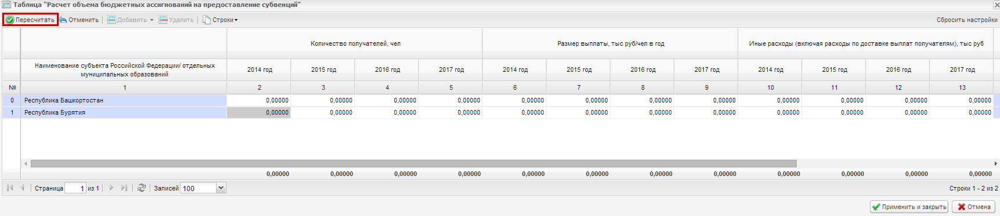 Таблица "Расчет объема бюджетных ассигнований на предоставление субвенций"
Пересчитать Отменить Добавить Удалить Строки Сбросить настройки
Количество получателей, чел Размер выплаты, тыс руб/чел в год Иные расходы (включая расходы по доставке выплат получателям), тыс руб
Наименование субъекта Российской Федерации/ отдельных
муниципальных образований
2014 год 2015 год 2016 год 2017 год 2014 год 2015 год 2016 год 2017 год 2014 год 2015 год 2016 год 2017 год
№ 1 2 3 4 5 6 7 8 9 10 11 12 13
0 Республика Башкортостан 0,00000 0,00000 0,00000 0,00000 0,00000 0,00000 0,00000 0,00000 0,00000 0,00000 0,00000 0,00000
1 Республика Бурятия 0,00000 0,00000 0,00000 0,00000 0,00000 0,00000 0,00000 0,00000 0,00000 0,00000 0,00000 0,00000
0,00000 0,00000 0,00000 0,00000 0,00000 0,00000 0,00000 0,00000 0,00000 0,00000 0,00000 0,00000
Страница 1 из 1 Записей 100 Строки 1 - 2 из 2
Применить и закрыть Отмена